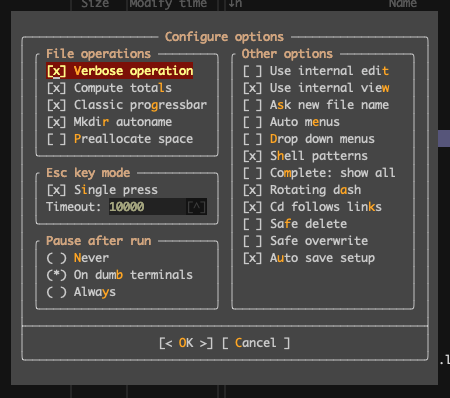 Size Modify time ↓n Name
Configure options
File operations
[x] Verbose operation
[x] Compute totals
[x] Classic progressbar
[x] Mkdir autoname
[ ] Preallocate space
Esc key mode
[x] Single press
Timeout: 10000 [^]
Pause after run
( ) Never
(*) On dumb terminals
( ) Always
Other options
[ ] Use internal edit
[x] Use internal view
[ ] Ask new file name
[ ] Auto menus
[ ] Drop down menus
[x] Shell patterns
[ ] Complete: show all
[x] Rotating dash
[x] Cd follows links
[ ] Safe delete
[ ] Safe overwrite
[x] Auto save setup
[< OK >] [ Cancel ]
.l